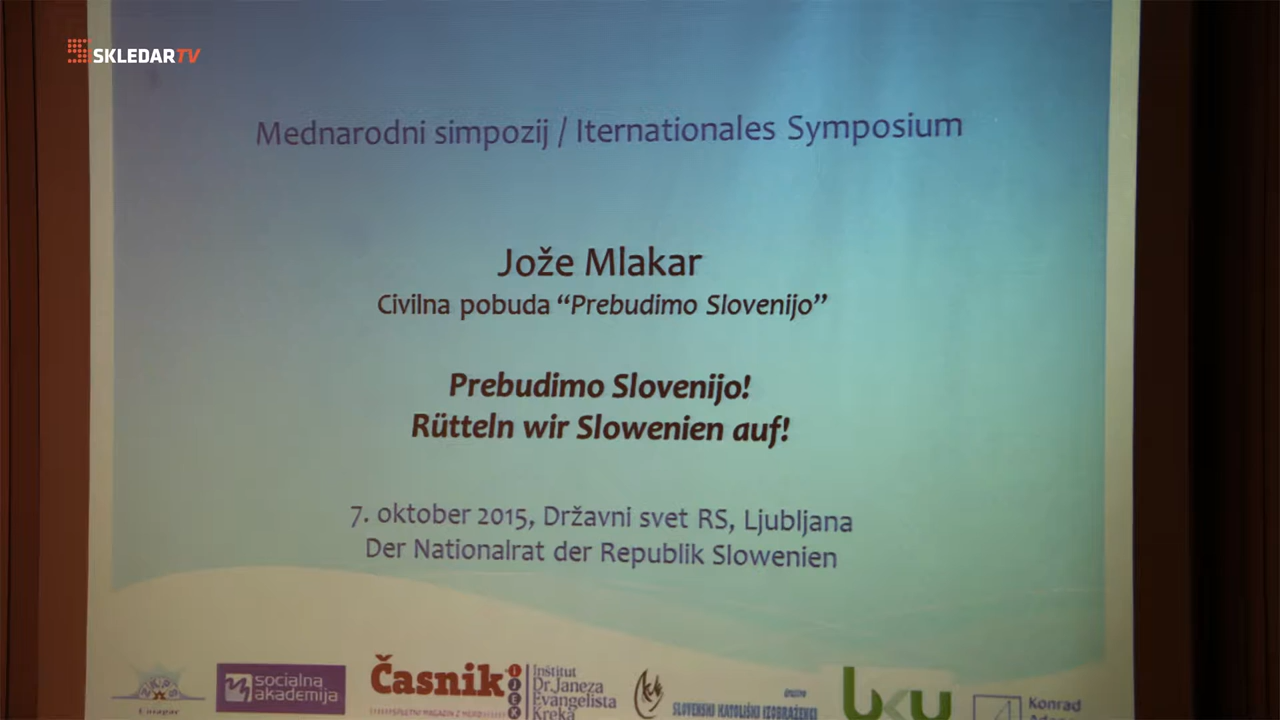 SKLEDARTV
Mednarodni simpozij / Iternationales Symposium
Jože Mlakar
Civilna pobuda “Prebudimo Slovenijo”
Prebudimo Slovenijo!
Rütteln wir Slowenien auf!
7. oktober 2015, Državni svet RS, Ljubljana
Der Nationalrat der Republik Slowenien
socialna
akademija
Časnik
IJEK
Inštitut
Dr.Janeza
Evangelista
Kreka
SLOVENSKI KATOLIŠKI IZOBRAŽENCI
bku
Konrad